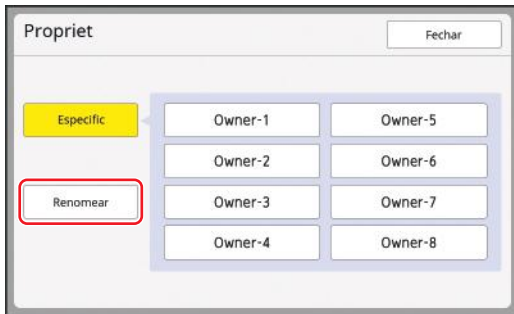 Propriet
Fechar
Especific
Owner-1
Owner-5
Owner-2
Owner-6
Renomear
Owner-3
Owner-7
Owner-4
Owner-8